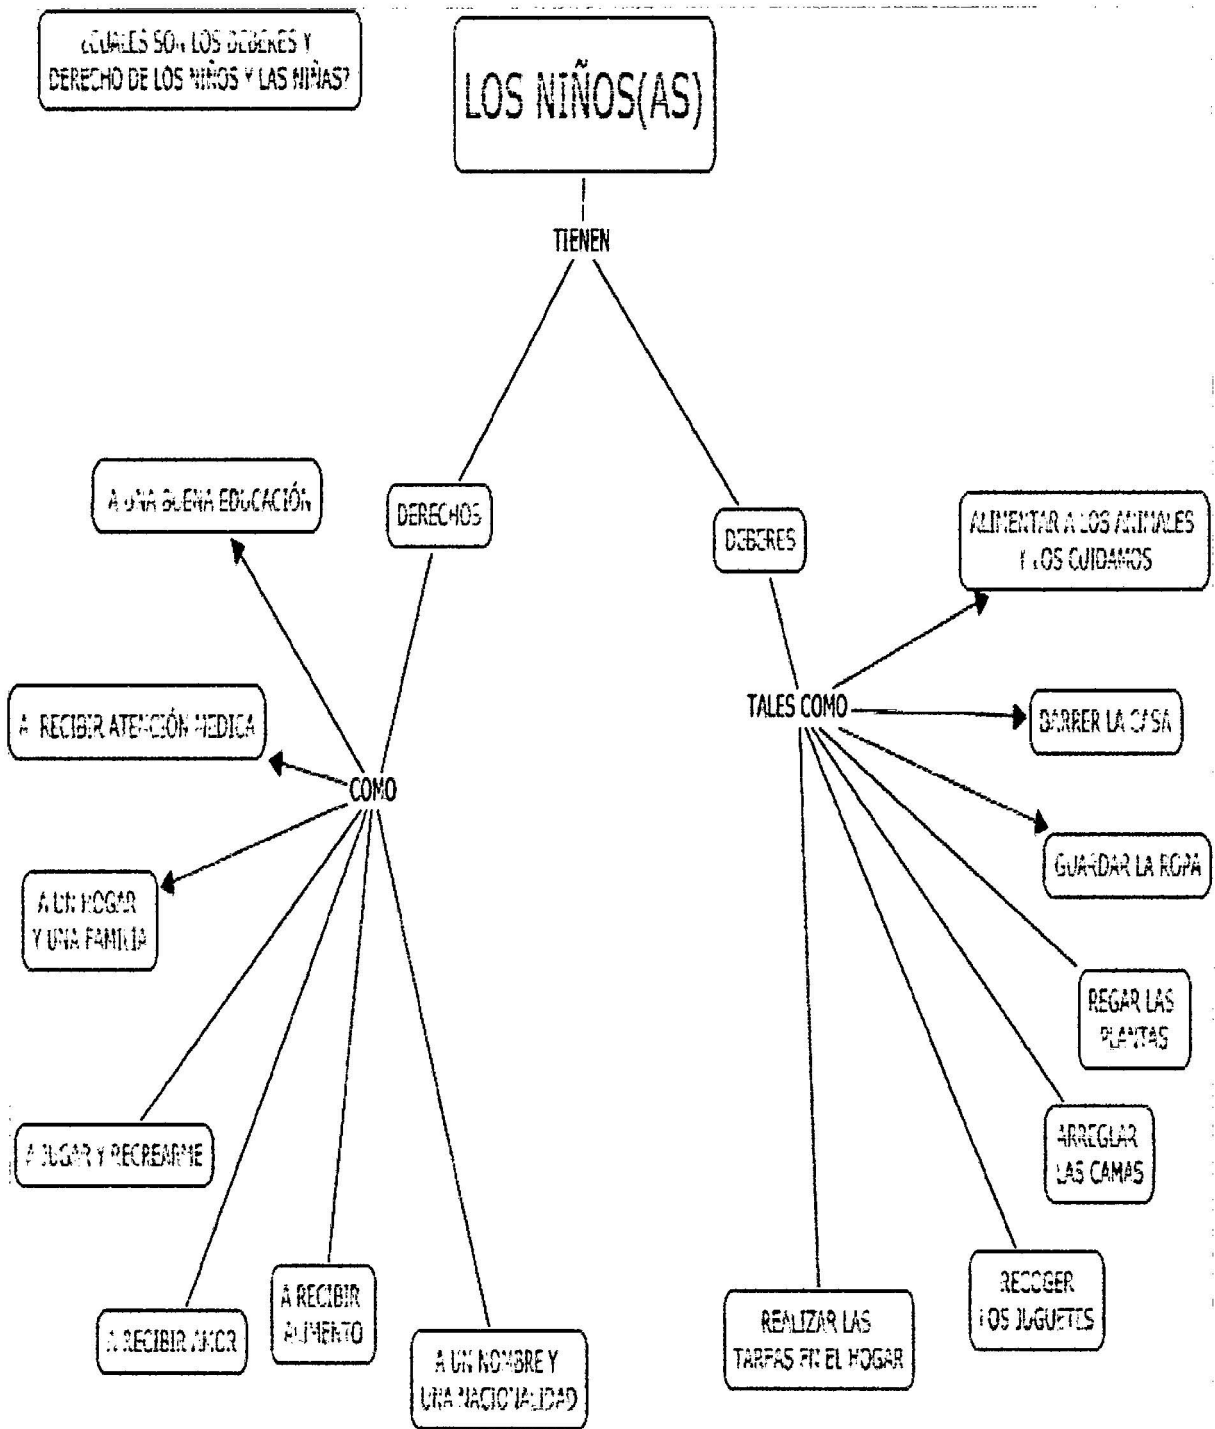 ¿CUALES SON LOS DEBERES Y
DERECHO DE LOS NIÑOS Y LAS NIÑAS?
LOS NIÑOS(AS)
TIENEN
A UNA BUENA EDUCACIÓN
DERECHOS
DEBERES
ALIMENTAR A LOS ANIMALES
Y LOS CUIDAMOS
A RECIBIR ATENCIÓN MEDICA
TALES COMO
BARRER LA CASA
COMO
GUARDAR LA ROPA
A UN HOGAR
Y UNA FAMILIA
REGAR LAS
PLANTAS
A JUGAR Y RECREARME
ARREGLAR
LAS CAMAS
A RECIBIR AMOR
A RECIBIR
ALIMENTO
A UN NOMBRE Y
UNA NACIONALIDAD
REALIZAR LAS
TAREAS EN EL HOGAR
RECOGER
LOS JUGUETES